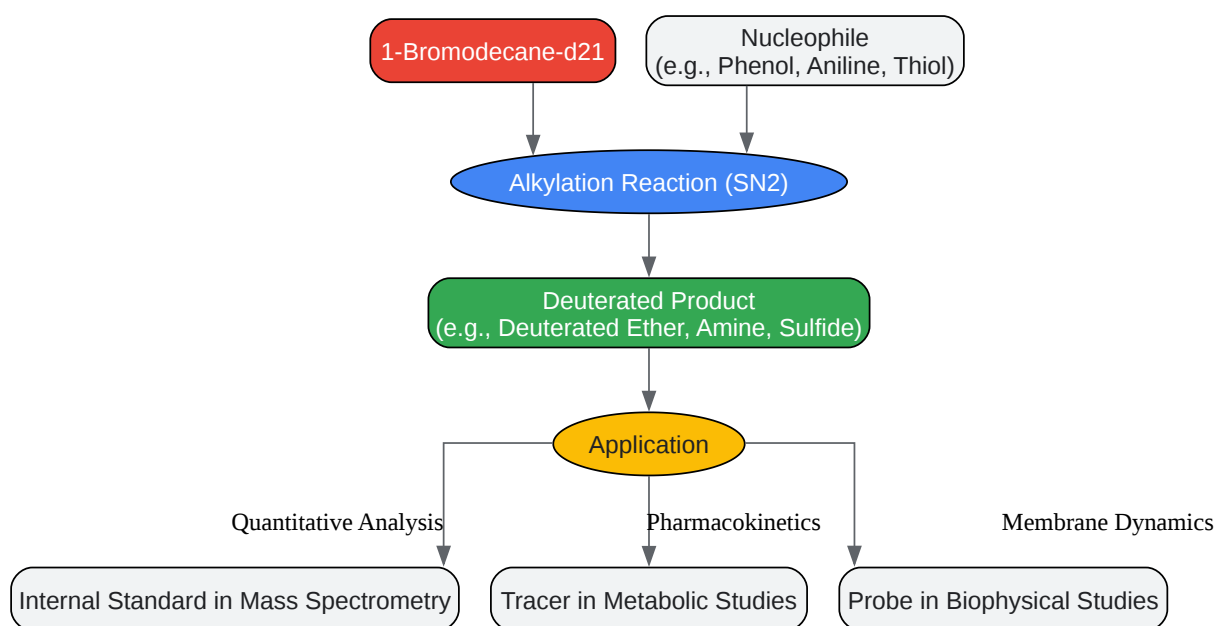 1-Bromodecane-d21
Nucleophile
(e.g., Phenol, Aniline, Thiol)
Alkylation Reaction (SN2)
Deuterated Product
(e.g., Deuterated Ether, Amine, Sulfide)
Application
Quantitative Analysis
Pharmacokinetics
Membrane Dynamics
Internal Standard in Mass Spectrometry
Tracer in Metabolic Studies
Probe in Biophysical Studies